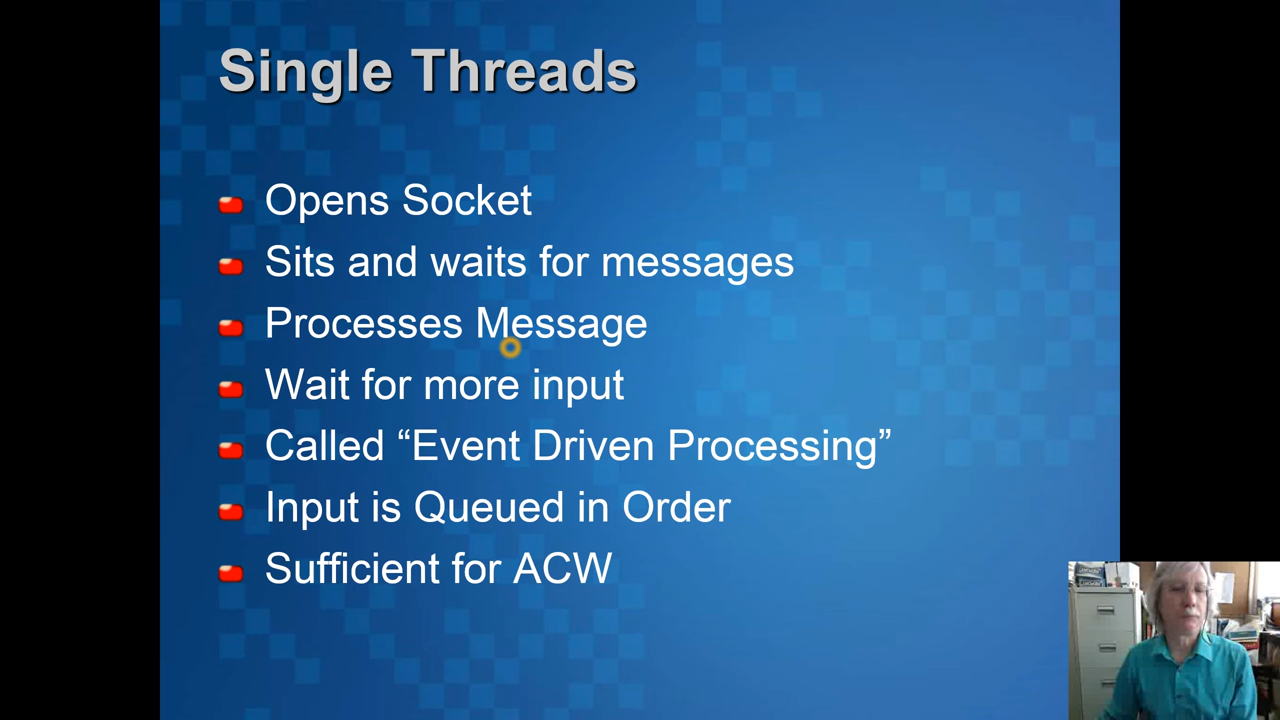 Single Threads
Opens Socket
Sits and waits for messages
Processes Message
Wait for more input
Called “Event Driven Processing”
Input is Queued in Order
Sufficient for ACW